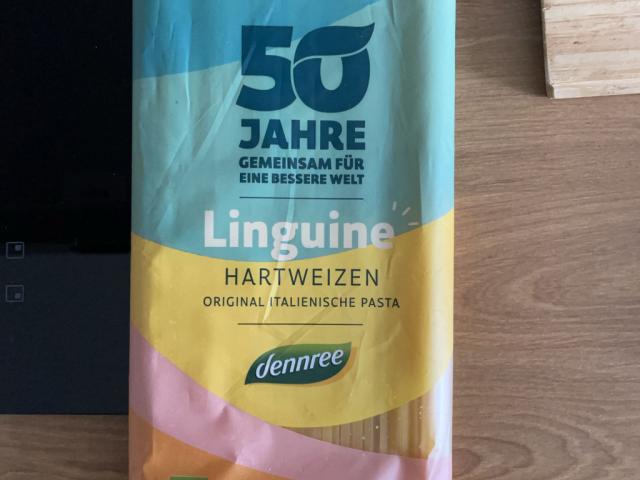 50
JAHRE
GEMEINSAM FÜR
EINE BESSERE WELT
Linguine
HARTWEIZEN
ORIGINAL ITALIENISCHE PASTA
dennree